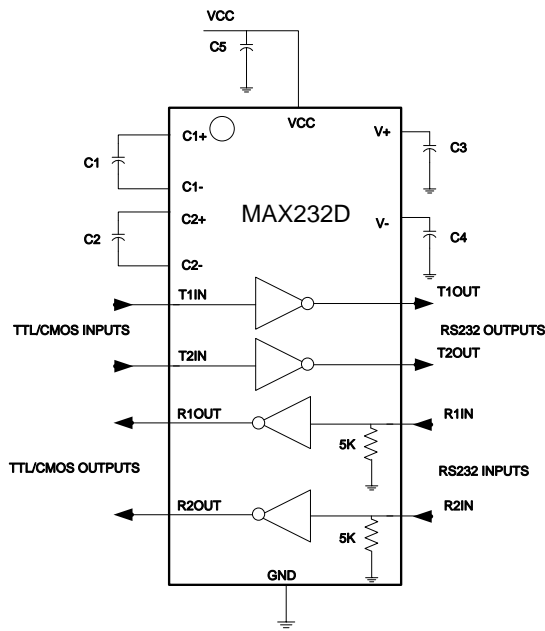 VCC
C5
VCC
C1+
V+
C1
C3
C1-
C2+
MAX232D
V-
C2
C4
C2-
T1IN
T1OUT
TTL/CMOS INPUTS
RS232 OUTPUTS
T2IN
T2OUT
R1OUT
R1IN
5K
TTL/CMOS OUTPUTS
RS232 INPUTS
R2OUT
R2IN
5K
GND